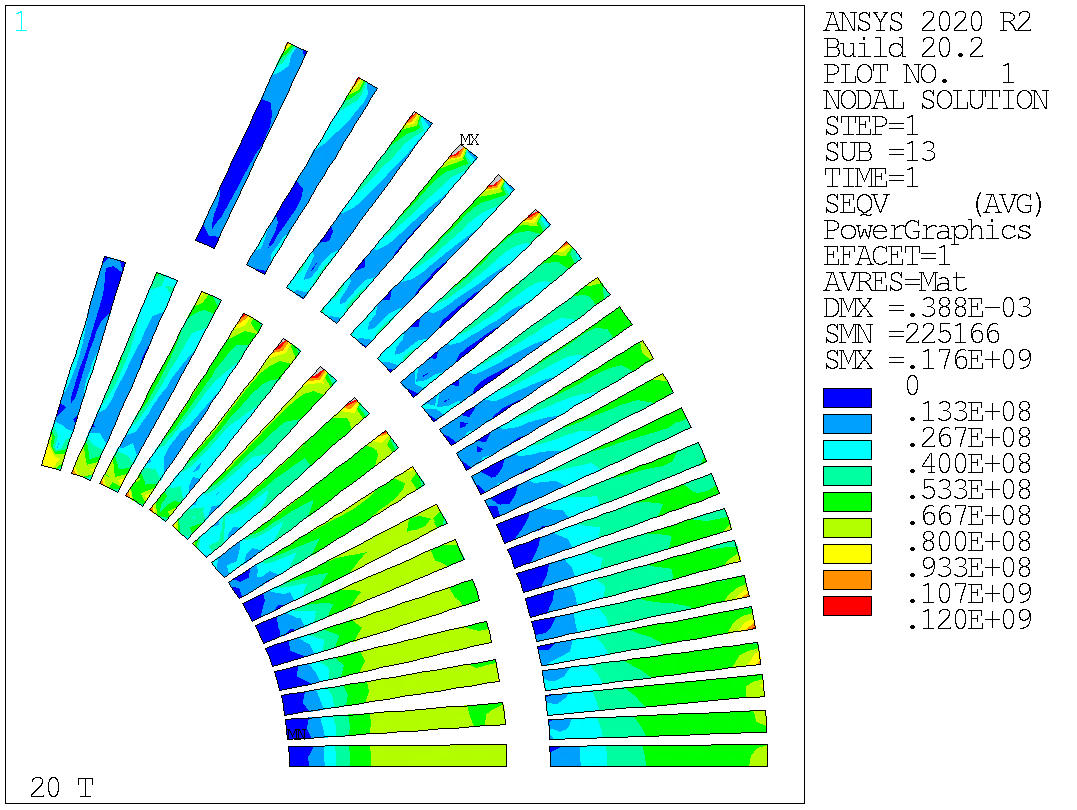 1
ANSYS 2020 R2
Build 20.2
PLOT NO. 1
NODAL SOLUTION
STEP=1
SUB =13
TIME=1
SEQV (AVG)
PowerGraphics
EFACET=1
AVRES=Mat
DMX =.388E-03
SMN =225166
SMX =.176E+09
0
.133E+08
.267E+08
.400E+08
.533E+08
.667E+08
.800E+08
.933E+08
.107E+09
.120E+09
MX
MN
20 T